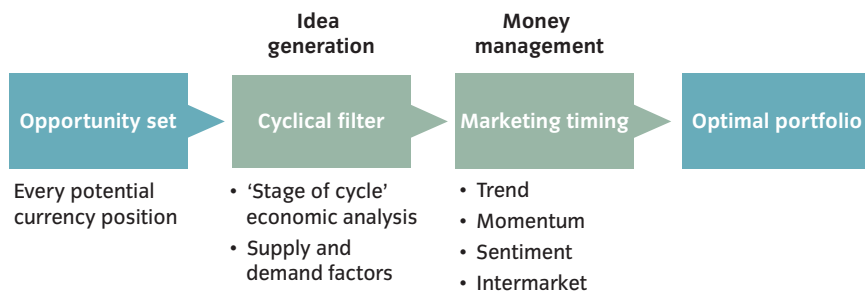 Idea
generation
Money
management
Opportunity set
Cyclical filter
Marketing timing
Optimal portfolio
Every potential
currency position
• ‘Stage of cycle’
economic analysis
• Supply and
demand factors
• Trend
• Momentum
• Sentiment
• Intermarket